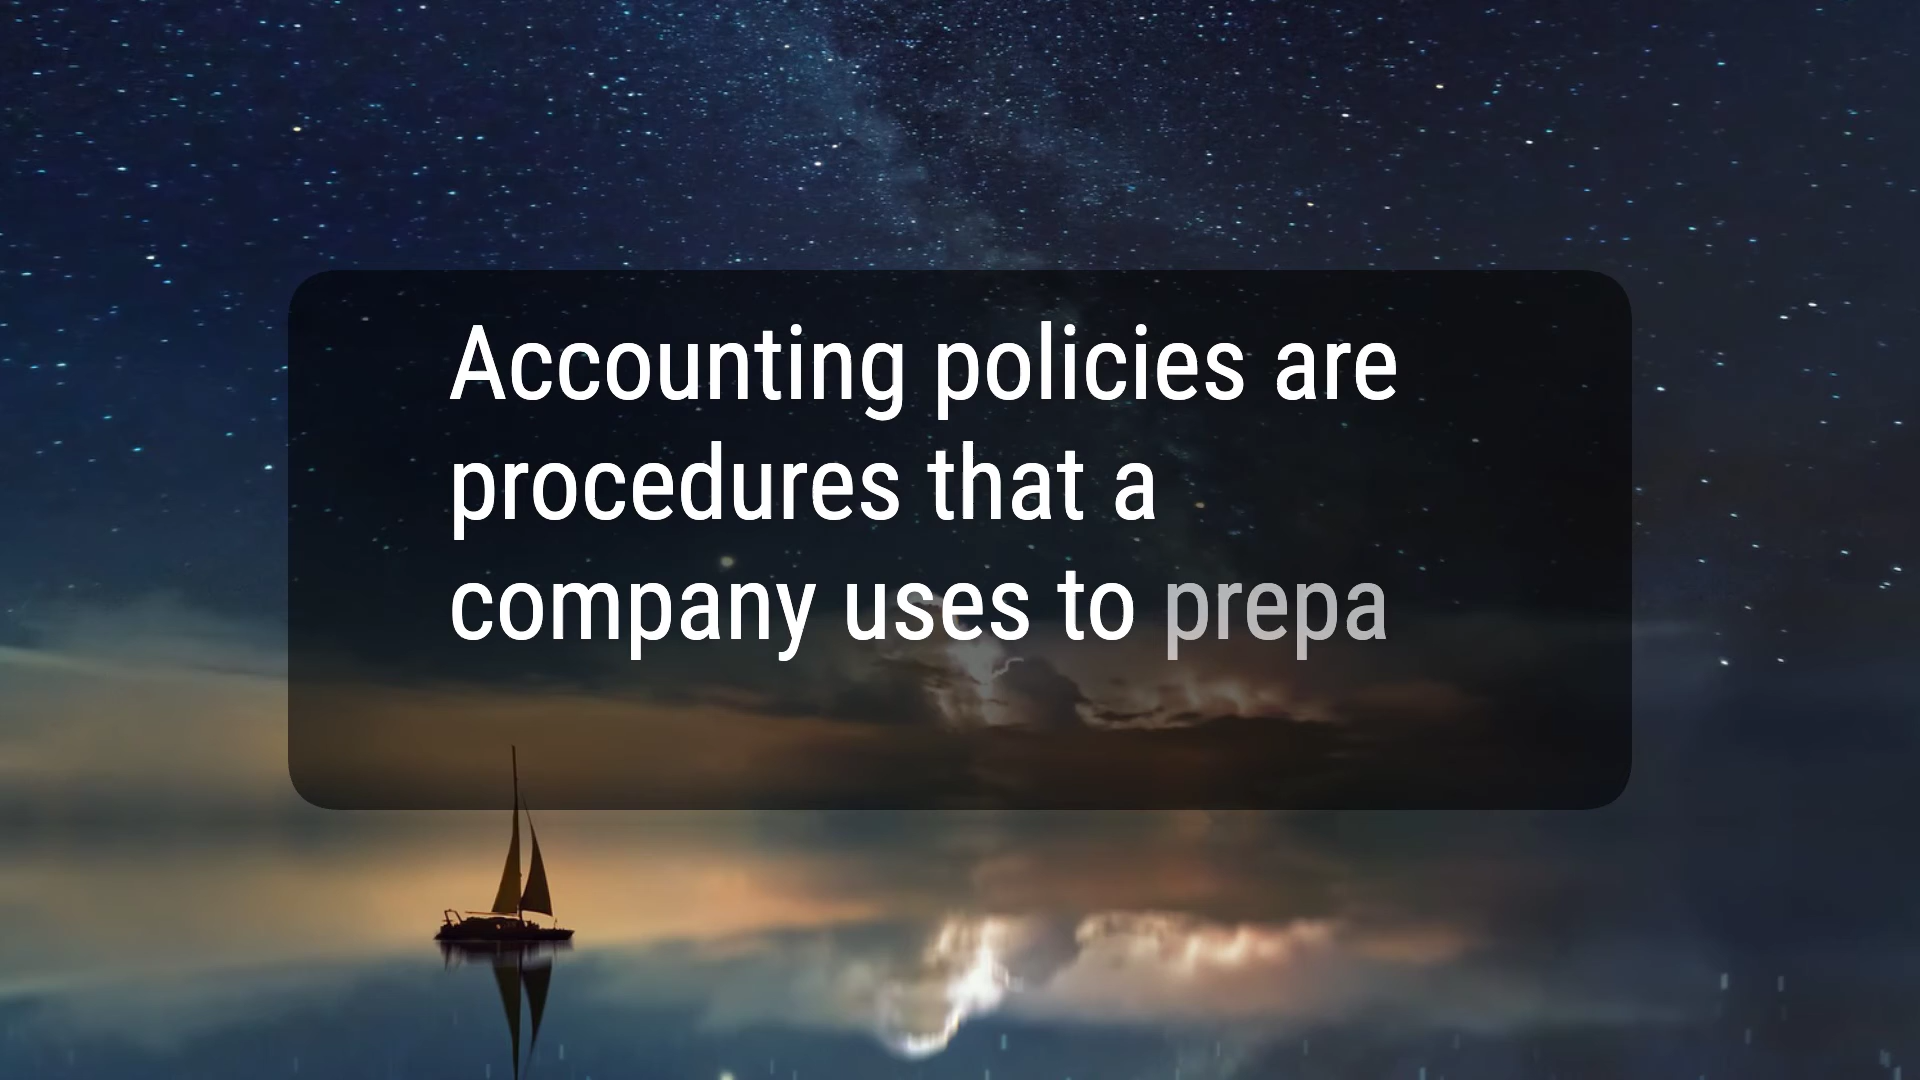 Accounting policies are
procedures that a
company uses to prepa